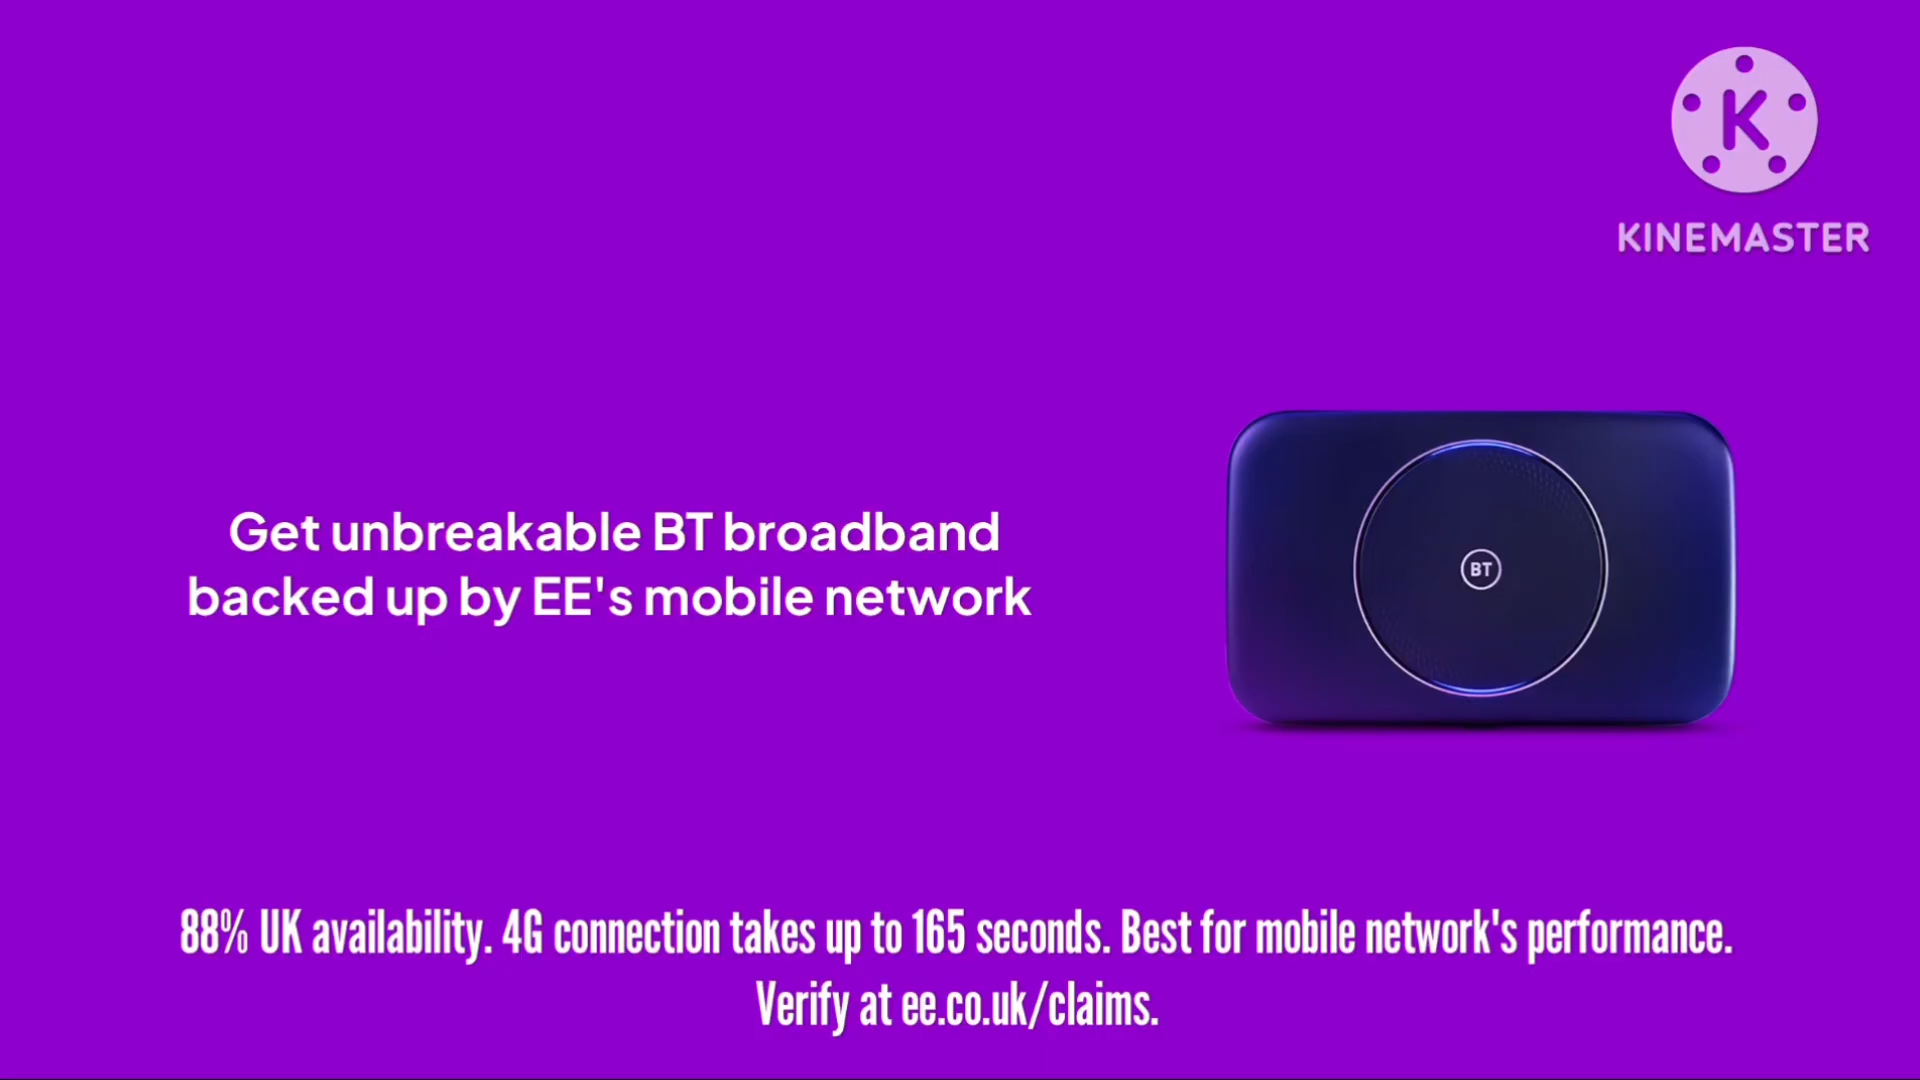 K
KINEMASTER
Get unbreakable BT broadband
backed up by EE's mobile network
BT
88% UK availability. 4G connection takes up to 165 seconds. Best for mobile network's performance.
Verify at ee.co.uk/claims.